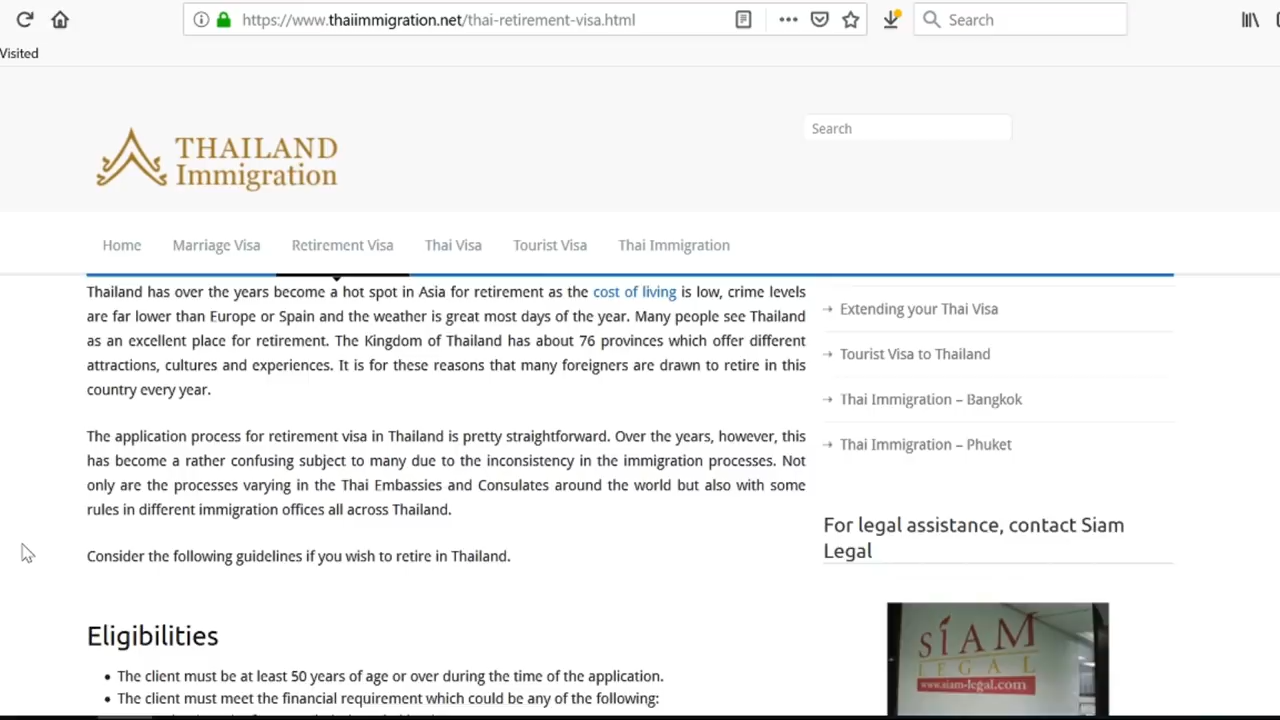 https://www.thaiimmigration.net/thai-retirement-visa.html
Search
Visited
THAILAND
Immigration
Search
Home
Marriage Visa
Retirement Visa
Thai Visa
Tourist Visa
Thai Immigration
Thailand has over the years become a hot spot in Asia for retirement as the cost of living is low, crime levels
are far lower than Europe or Spain and the weather is great most days of the year. Many people see Thailand
as an excellent place for retirement. The Kingdom of Thailand has about 76 provinces which offer different
attractions, cultures and experiences. It is for these reasons that many foreigners are drawn to retire in this
country every year.
The application process for retirement visa in Thailand is pretty straightforward. Over the years, however, this
has become a rather confusing subject to many due to the inconsistency in the immigration processes. Not
only are the processes varying in the Thai Embassies and Consulates around the world but also with some
rules in different immigration offices all across Thailand.
Consider the following guidelines if you wish to retire in Thailand.
Eligibilities
• The client must be at least 50 years of age or over during the time of the application.
• The client must meet the financial requirement which could be any of the following:
Extending your Thai Visa
Tourist Visa to Thailand
Thai Immigration – Bangkok
Thai Immigration – Phuket
For legal assistance, contact Siam
Legal
SIAM
LEGAL
www.siam-legal.com